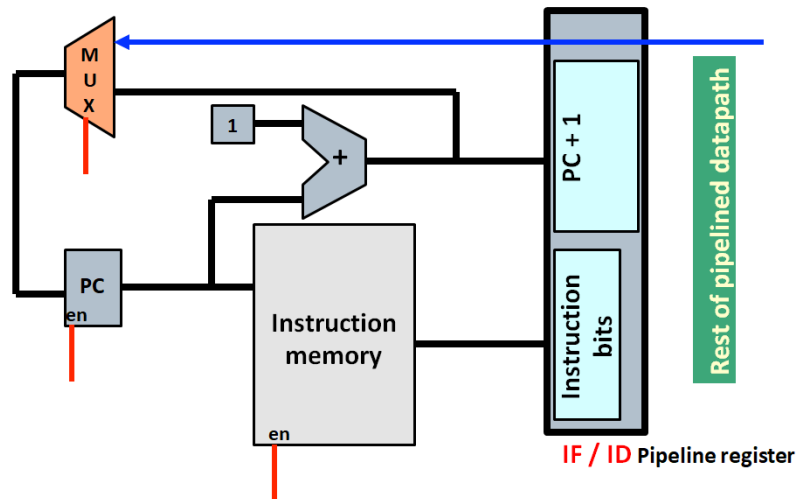 M
U
X
1
+
PC + 1
Rest of pipelined datapath
PC
en
Instruction
memory
en
Instruction
bits
IF / ID Pipeline register